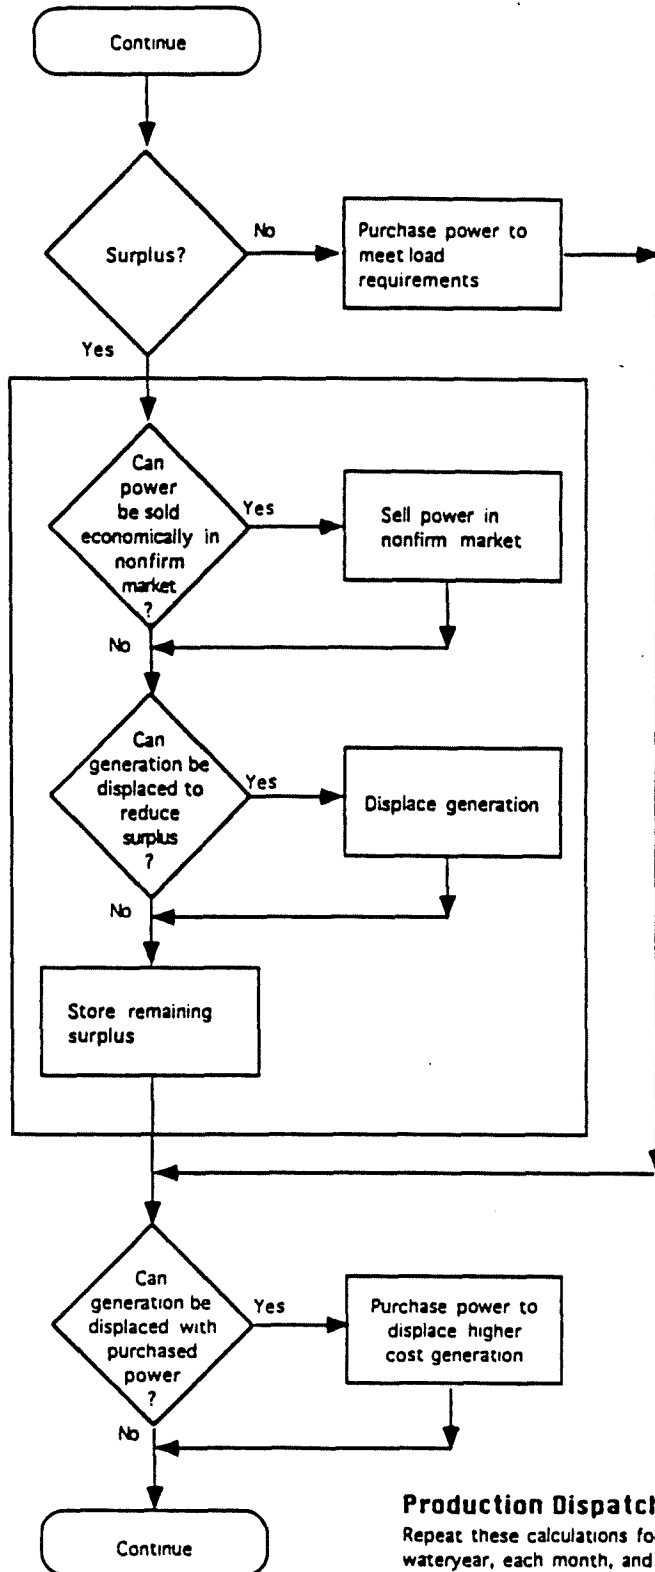 Continue
Surplus?
No
Purchase power to
meet load
requirements
Yes
Can
power
be sold
economically in
nonfirm
market
?
Yes
Sell power in
nonfirm market
No
Can
generation be
displaced to
reduce
surplus
?
Yes
Displace generation
No
Store remaining
surplus
Can
generation be
displaced with
purchased
power
?
Yes
Purchase power to
displace higher
cost generation
No
Continue
Production Dispatch
Repeat these calculations
wateryear, each month, and